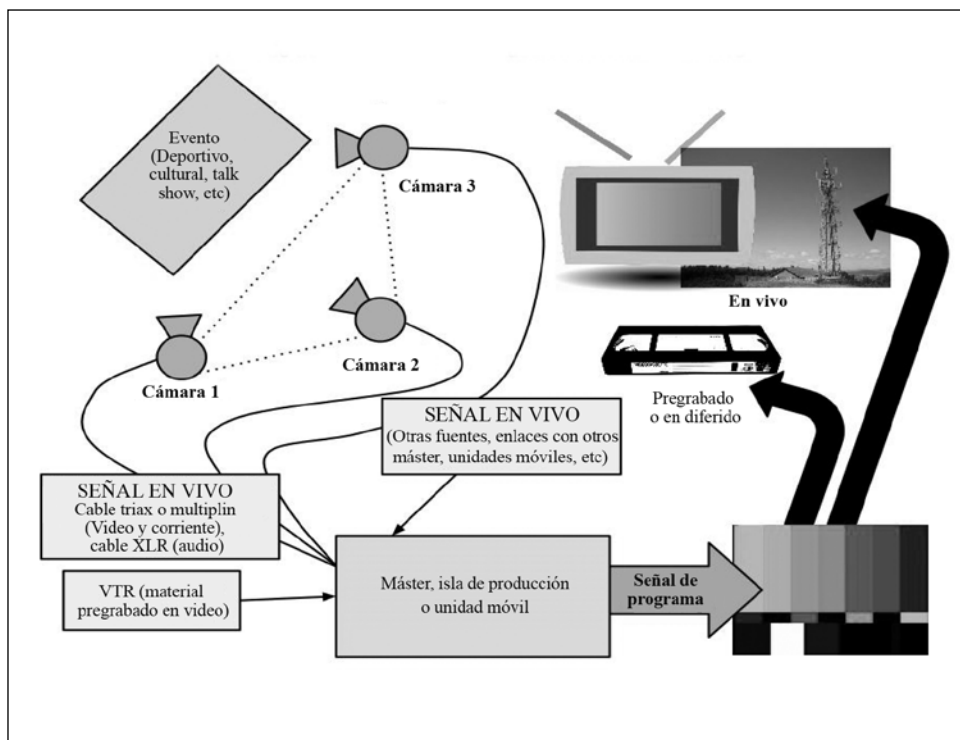 Evento
(Deportivo,
cultural, talk
show, etc)
Cámara 3
Cámara 1
Cámara 2
En vivo
Pregrabado
o en diferido
SEÑAL EN VIVO
(Otras fuentes, enlaces con otros
máster, unidades móviles, etc)
SEÑAL EN VIVO
Cable triax o multiplin
(Video y corriente),
cable XLR (audio)
VTR (material
pregrabado en video)
Máster, isla de producción
o unidad móvil
Señal de
programa